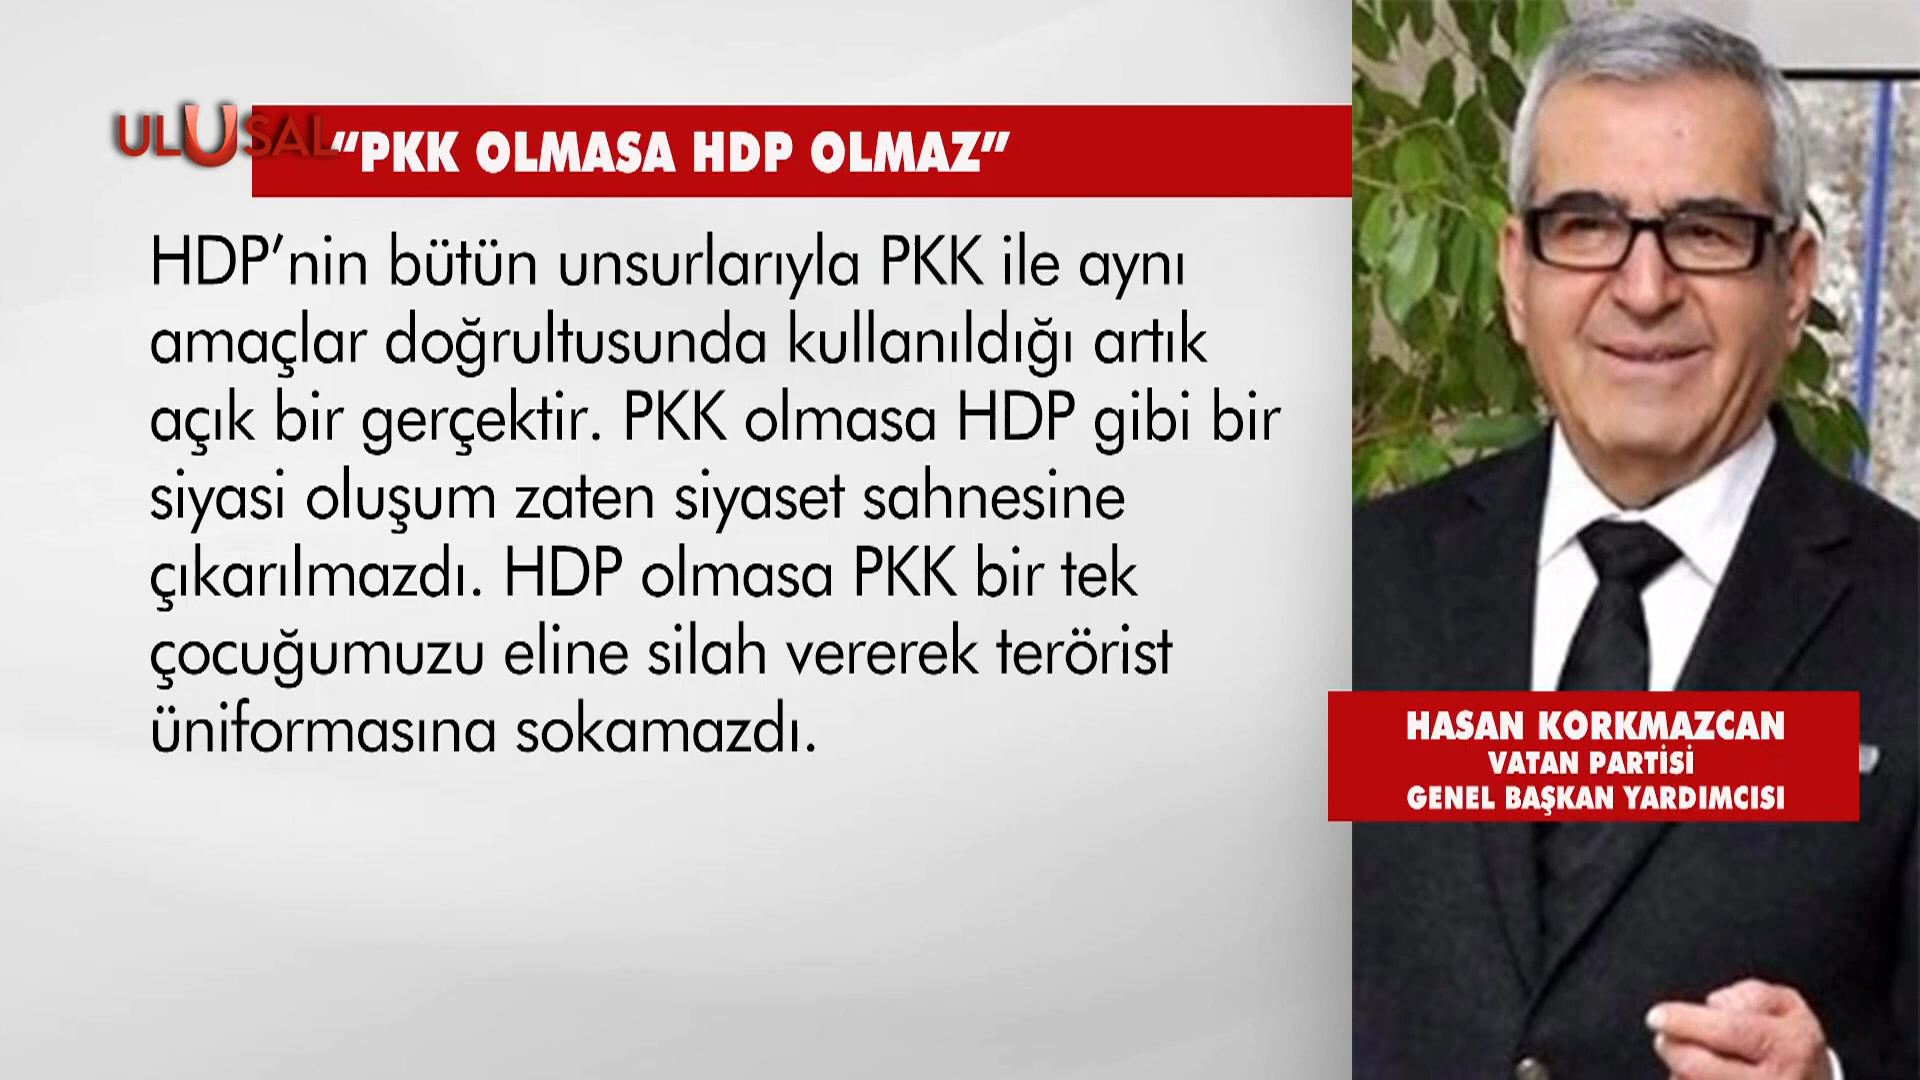 ULUSAL
“PKK OLMASA HDP OLMAZ”
HDP’nin bütün unsurlarıyla PKK ile aynı
amaçlar doğrultusunda kullanıldığı artık
açık bir gerçektir. PKK olmasa HDP gibi bir
siyasi oluşum zaten siyaset sahnesine
çıkarılmazdı. HDP olmasa PKK bir tek
çocuğumuzu eline silah vererek terörist
üniformasına sokamazdı.
HASAN KORKMAZCAN
VATAN PARTİSİ
GENEL BAŞKAN YARDIMCISI